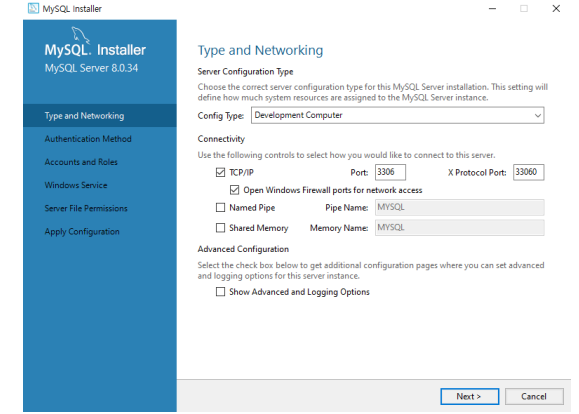 MySQL Installer
MySQL. Installer
MySQL Server 8.0.34
Type and Networking
Authentication Method
Accounts and Roles
Windows Service
Server File Permissions
Apply Configuration
Type and Networking
Server Configuration Type
Choose the correct server configuration type for this MySQL Server installation. This setting will
define how much system resources are assigned to the MySQL Server instance.
Config Type: Development Computer
Connectivity
Use the following controls to select how you would like to connect to this server.
TCP/IP Port: 3306 X Protocol Port: 33060
Open Windows Firewall ports for network access
Named Pipe Pipe Name: MYSQL
Shared Memory Memory Name: MYSQL
Advanced Configuration
Select the check box below to get additional configuration pages where you can set advanced
and logging options for this server instance.
Show Advanced and Logging Options
Next > Cancel